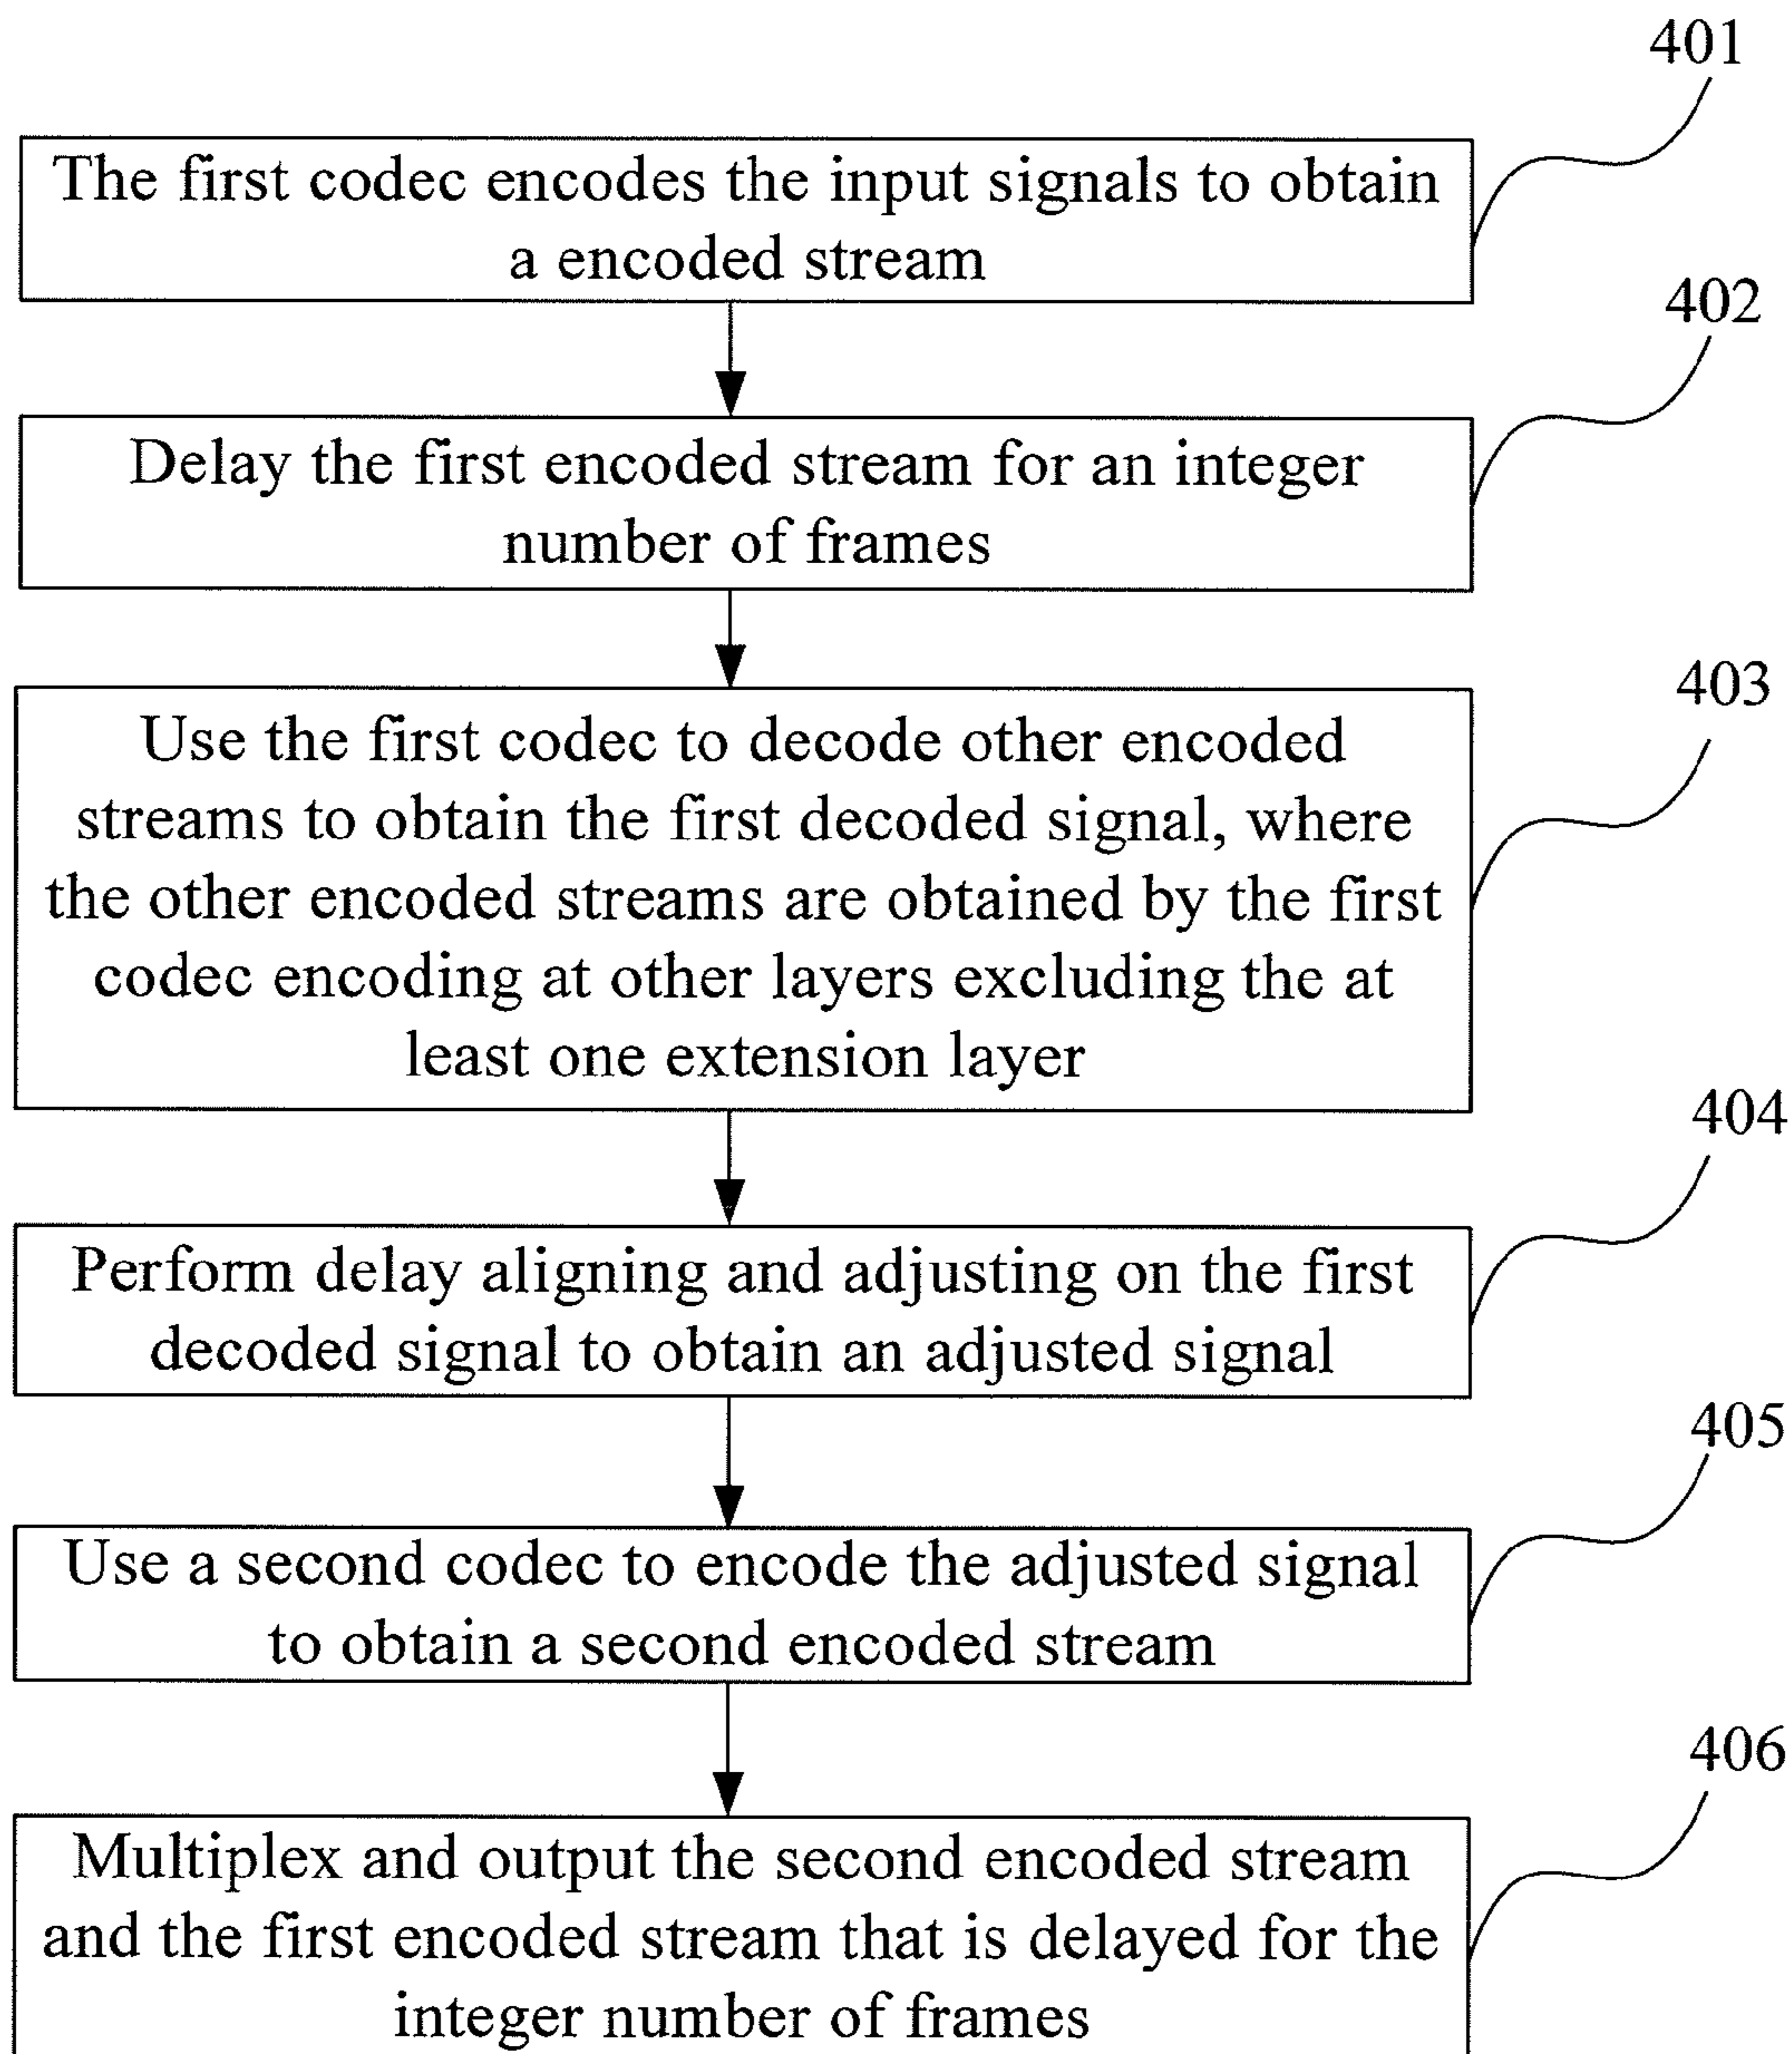 401
The first codec encodes the input signals to obtain
a encoded stream
402
Delay the first encoded stream for an integer
number of frames
403
Use the first codec to decode other encoded
streams to obtain the first decoded signal, where
the other encoded streams are obtained by the first
codec encoding at other layers excluding the at
least one extension layer
404
Perform delay aligning and adjusting on the first
decoded signal to obtain an adjusted signal
405
Use a second codec to encode the adjusted signal
to obtain a second encoded stream
406
Multiplex and output the second encoded stream
and the first encoded stream that is delayed for the
integer number of frames